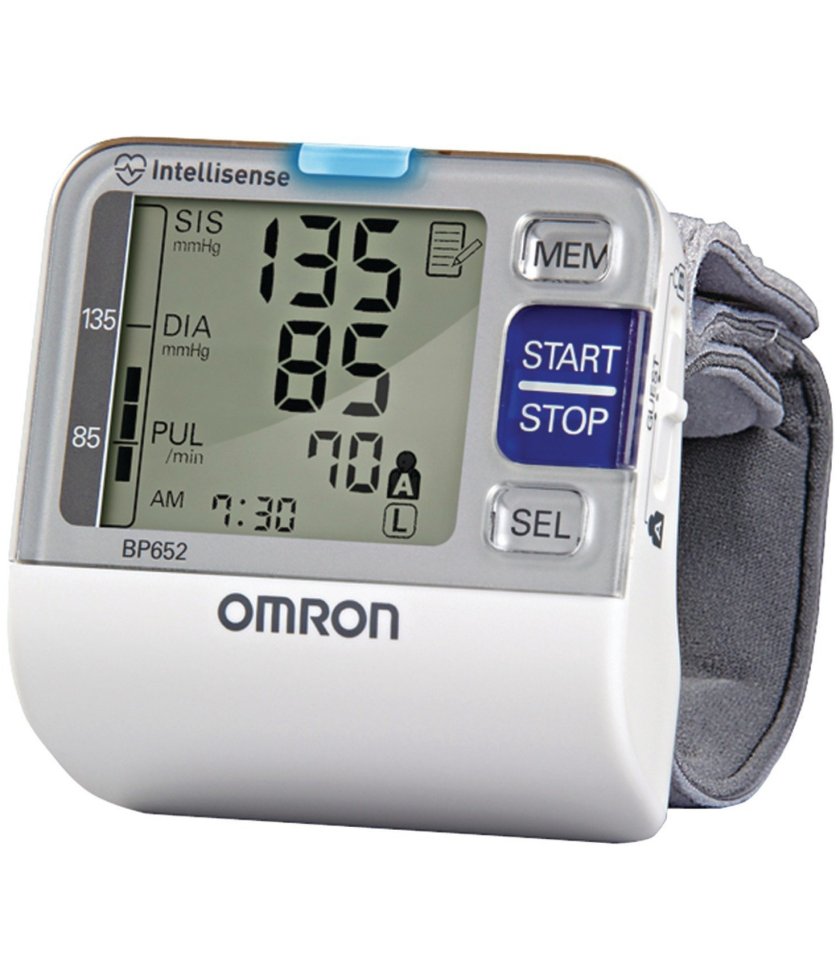 Intellisense
SIS
mmHg
135
135
DIA
mmHg
85
85
PUL
/min
70
A
AM
7:30
L
BP652
OMRON
MEM
START
STOP
SEL
GUEST
A
B